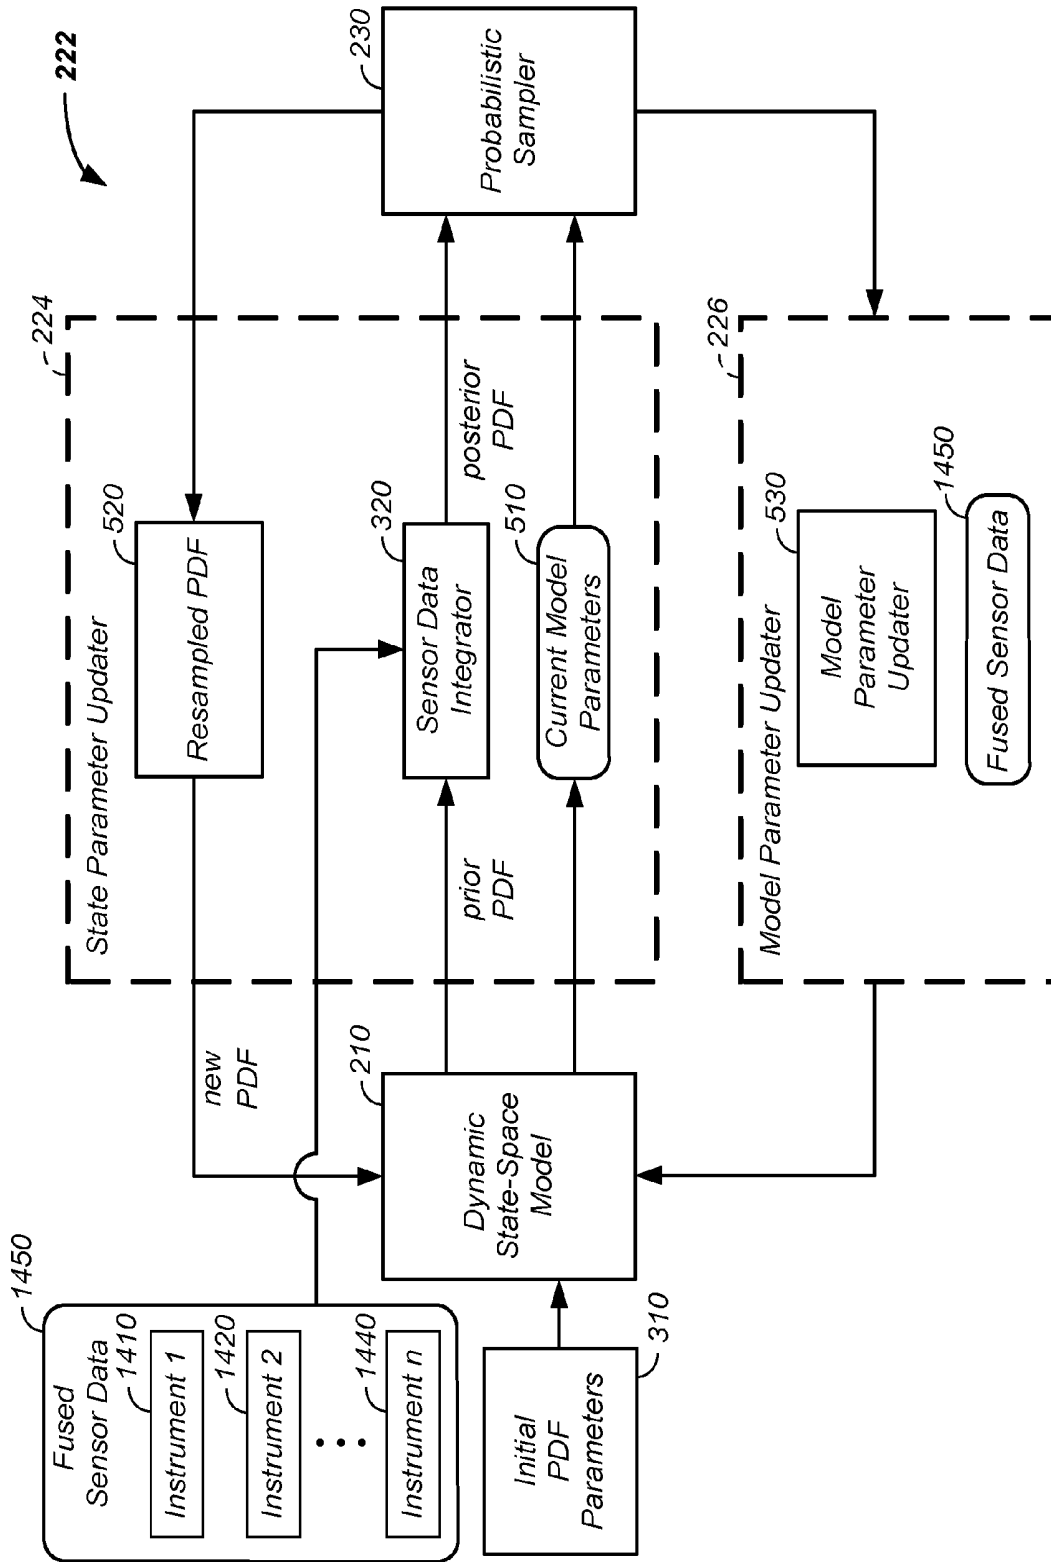 222
1450
Fused
Sensor Data
1410
Instrument 1
1420
Instrument 2
1440
Instrument n
Initial
PDF
Parameters
310
new
PDF
210
Dynamic
State-Space
Model
224
State Parameter Updater
520
Resampled PDF
prior
PDF
320
Sensor Data
Integrator
posterior
PDF
510
Current Model
Parameters
230
Probabilistic
Sampler
226
Model Parameter Updater
530
Model
Parameter
Updater
1450
Fused Sensor Data